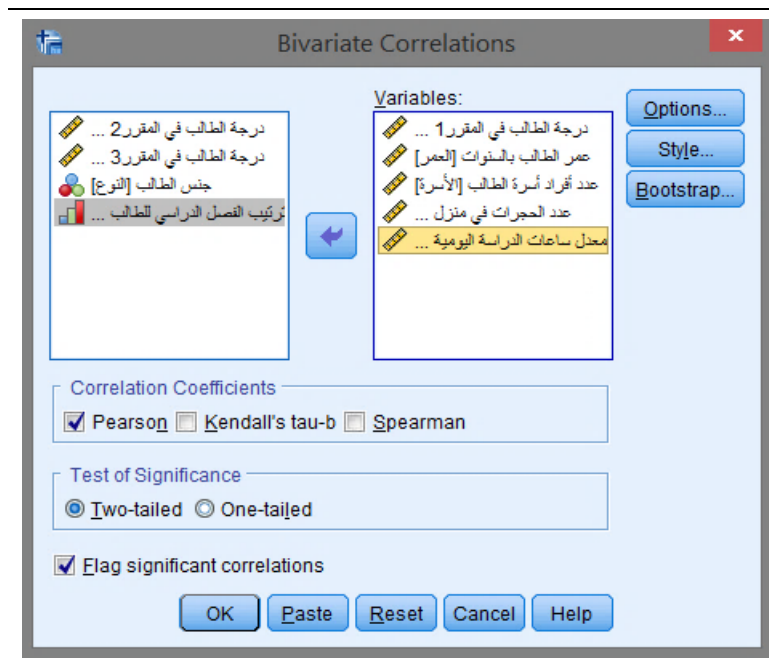 Bivariate Correlations
درجة الطالب في المقرر2 ...
درجة الطالب في المقرر3 ...
جنس الطالب [النوع]
ترتيب الفصل الدراسي للطالب ...
Variables:
درجة الطالب في المقرر1 ...
عمر الطالب بالسنوات [العمر]
عدد أفراد أسرة الطالب [الأسرة]
عدد الحجرات في منزل ...
معدل ساعات الدراسة اليومية ...
Options...
Style...
Bootstrap...
Correlation Coefficients
Pearson Kendall's tau-b Spearman
Test of Significance
Two-tailed One-tailed
Flag significant correlations
OK Paste Reset Cancel Help